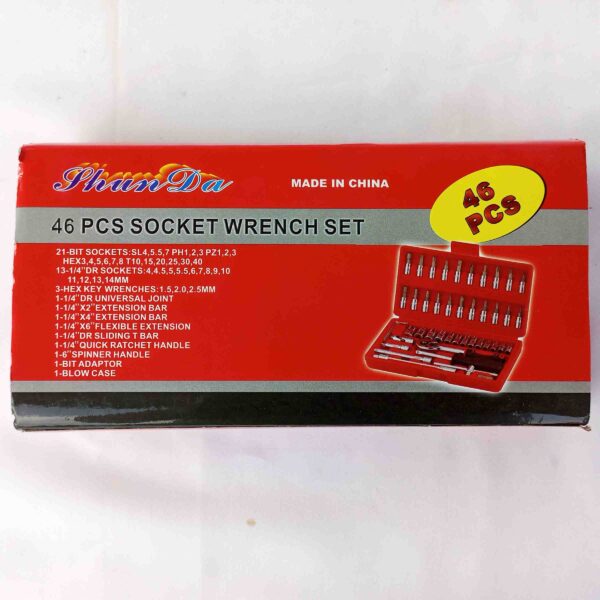 ShunDa
MADE IN CHINA
46
PCS
46 PCS SOCKET WRENCH SET
21-BIT SOCKETS:SL4,5.5,7 PH1,2,3 PZ1,2,3
HEX3,4,5,6,7,8 T10,15,20,25,30,40
13-1/4"DR SOCKETS:4,4.5,5,5.5,6,7,8,9,10
11,12,13,14MM
3-HEX KEY WRENCHES:1.5,2.0,2.5MM
1-1/4"DR UNIVERSAL JOINT
1-1/4"X2"EXTENSION BAR
1-1/4"X4"EXTENSION BAR
1-1/4"X6"FLEXIBLE EXTENSION
1-1/4"DR SLIDING T BAR
1-1/4"QUICK RATCHET HANDLE
1-6"SPINNER HANDLE
1-BIT ADAPTOR
1-BLOW CASE